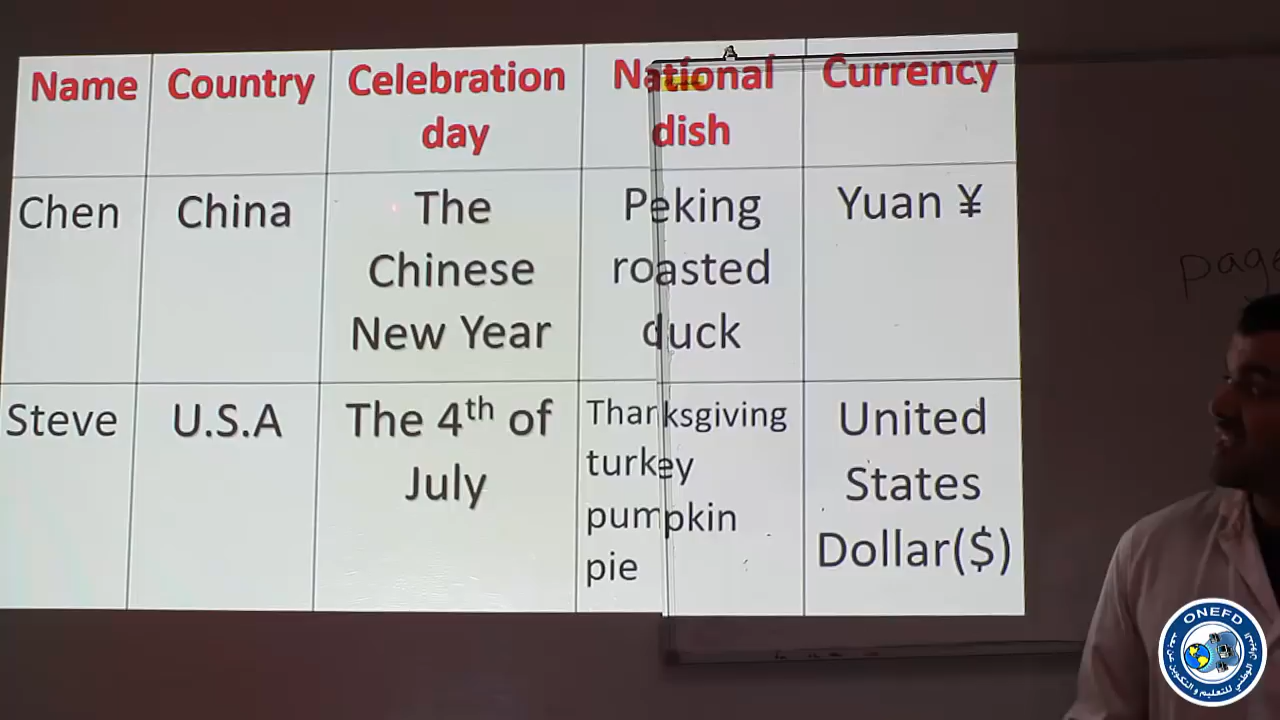 Name Country Celebration day National dish Currency
Chen China The Chinese New Year Peking roasted duck Yuan ¥
Steve U.S.A The 4th of July Thanksgiving turkey pumpkin pie United States Dollar($)
ONEFD